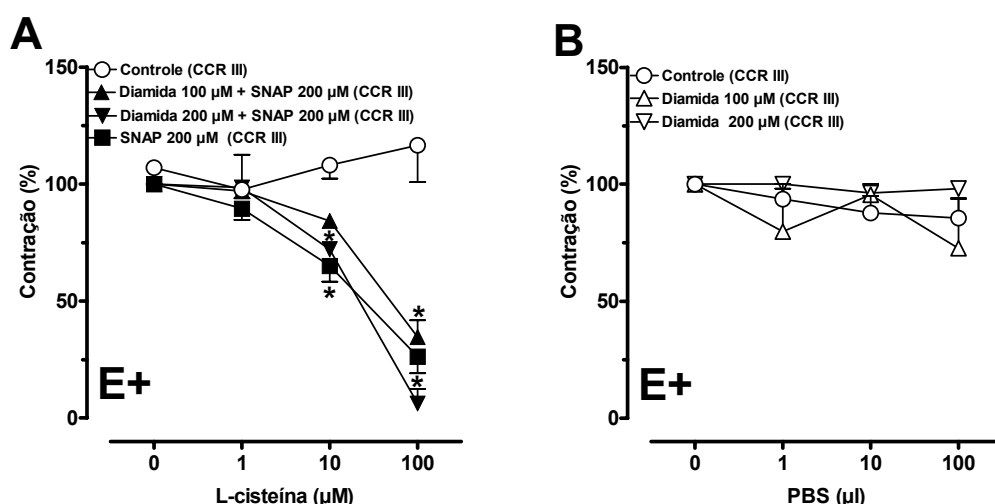 A
150
Controle (CCR III)
Diamida 100 µM + SNAP 200 µM (CCR III)
Diamida 200 µM + SNAP 200 µM (CCR III)
SNAP 200 µM (CCR III)
100
Contração (%)
50
0
*
*
*
*
E+
0 1 10 100
L-cisteína (µM)
B
150
Controle (CCR III)
Diamida 100 µM (CCR III)
Diamida 200 µM (CCR III)
100
Contração (%)
50
0
E+
0 1 10 100
PBS (µl)